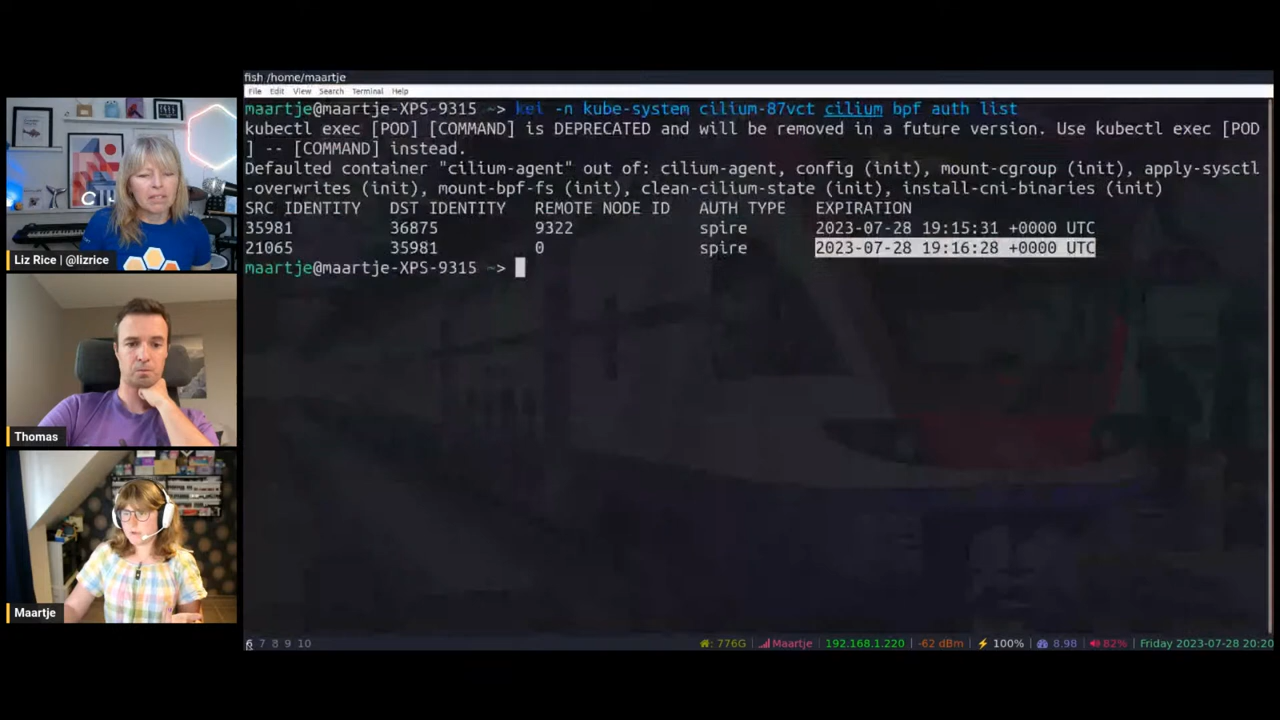 fish /home/maartje
File Edit View Search Terminal Help
maartje@maartje-XPS-9315 ~> kei -n kube-system cilium-87vct cilium bpf auth list
kubectl exec [POD] [COMMAND] is DEPRECATED and will be removed in a future version. Use kubectl exec [POD
] -- [COMMAND] instead.
Defaulted container "cilium-agent" out of: cilium-agent, config (init), mount-cgroup (init), apply-sysctl
-overwrites (init), mount-bpf-fs (init), clean-cilium-state (init), install-cni-binaries (init)
SRC IDENTITY DST IDENTITY REMOTE NODE ID AUTH TYPE EXPIRATION
35981 36875 9322 spire 2023-07-28 19:15:31 +0000 UTC
21065 35981 0 spire 2023-07-28 19:16:28 +0000 UTC
maartje@maartje-XPS-9315 ~>
Liz Rice | @lizrice
Thomas
Maartje
6 7 8 9 10
: 776G Maartje 192.168.1.220 -62 dBm 100% 8.98 82% Friday 2023-07-28 20:20